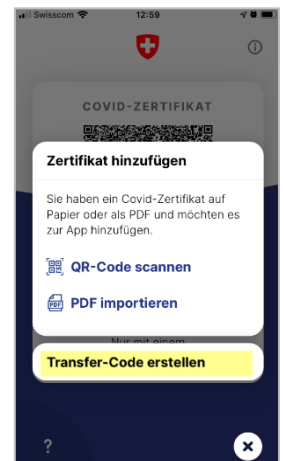 Swisscom 12:59
COVID-ZERTIFIKAT
Zertifikat hinzufügen
Sie haben ein Covid-Zertifikat auf
Papier oder als PDF und möchten es
zur App hinzufügen.
QR-Code scannen
PDF PDF importieren
Nur mit einem
Transfer-Code erstellen
?